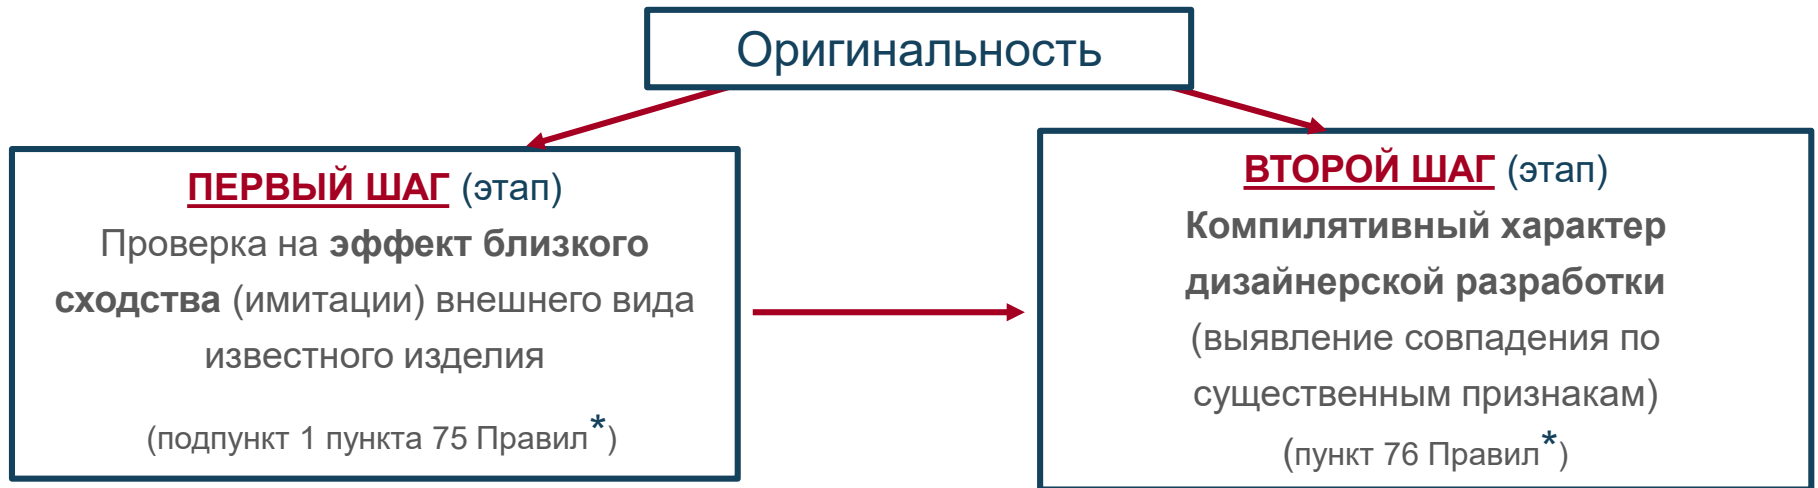 Оригинальность
ПЕРВЫЙ ШАГ (этап)
Проверка на эффект близкого
сходства (имитации) внешнего вида
известного изделия
(подпункт 1 пункта 75 Правил*)
ВТОРОЙ ШАГ (этап)
Компилятивный характер
дизайнерской разработки
(выявление совпадения по
существенным признакам)
(пункт 76 Правил*)